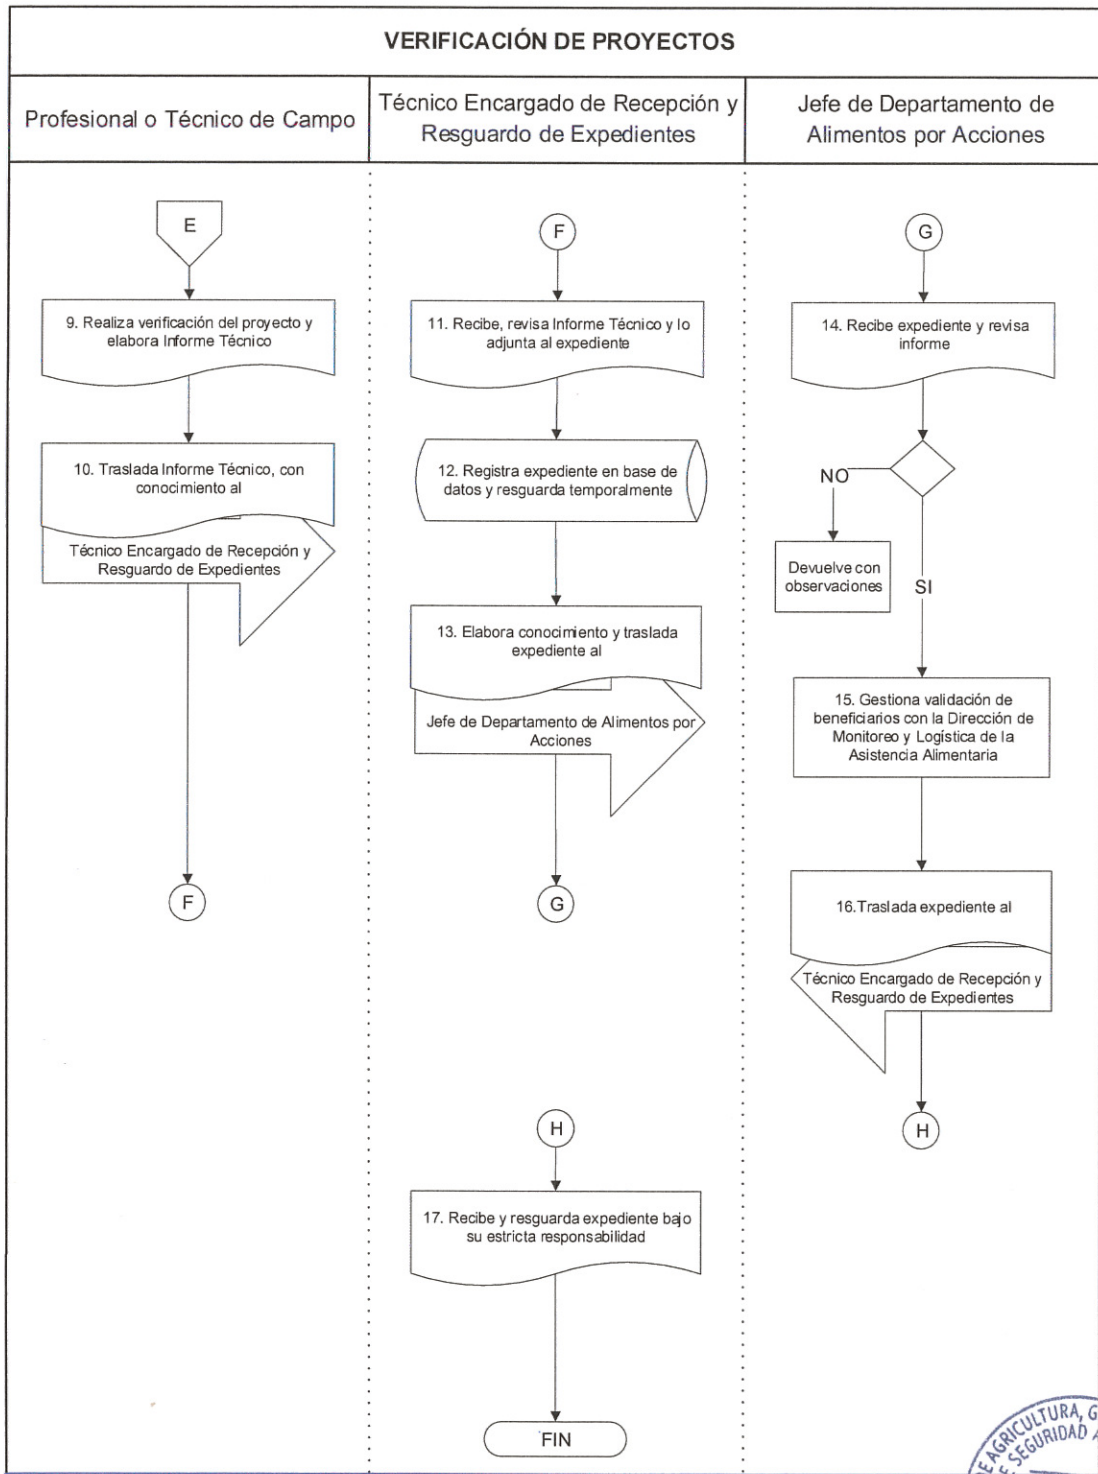 VERIFICACIÓN DE PROYECTOS
Profesional o Técnico de Campo
Técnico Encargado de Recepción y
Resguardo de Expedientes
Jefe de Departamento de
Alimentos por Acciones
E
9. Realiza verificación del proyecto y
elabora Informe Técnico
10. Traslada Informe Técnico, con
conocimiento al
Técnico Encargado de Recepción y
Resguardo de Expedientes
F
F
11. Recibe, revisa Informe Técnico y lo
adjunta al expediente
12. Registra expediente en base de
datos y resguarda temporalmente
13. Elabora conocimiento y traslada
expediente al
Jefe de Departamento de Alimentos por
Acciones
G
G
14. Recibe expediente y revisa
informe
NO
Devuelve con
observaciones
SI
15. Gestiona validación de
beneficiarios con la Dirección de
Monitoreo y Logística de la
Asistencia Alimentaria
16.Traslada expediente al
Técnico Encargado de Recepción y
Resguardo de Expedientes
H
H
17. Recibe y resguarda expediente bajo
su estricta responsabilidad
FIN
AGRICULTURA, G
SEGURIDAD A